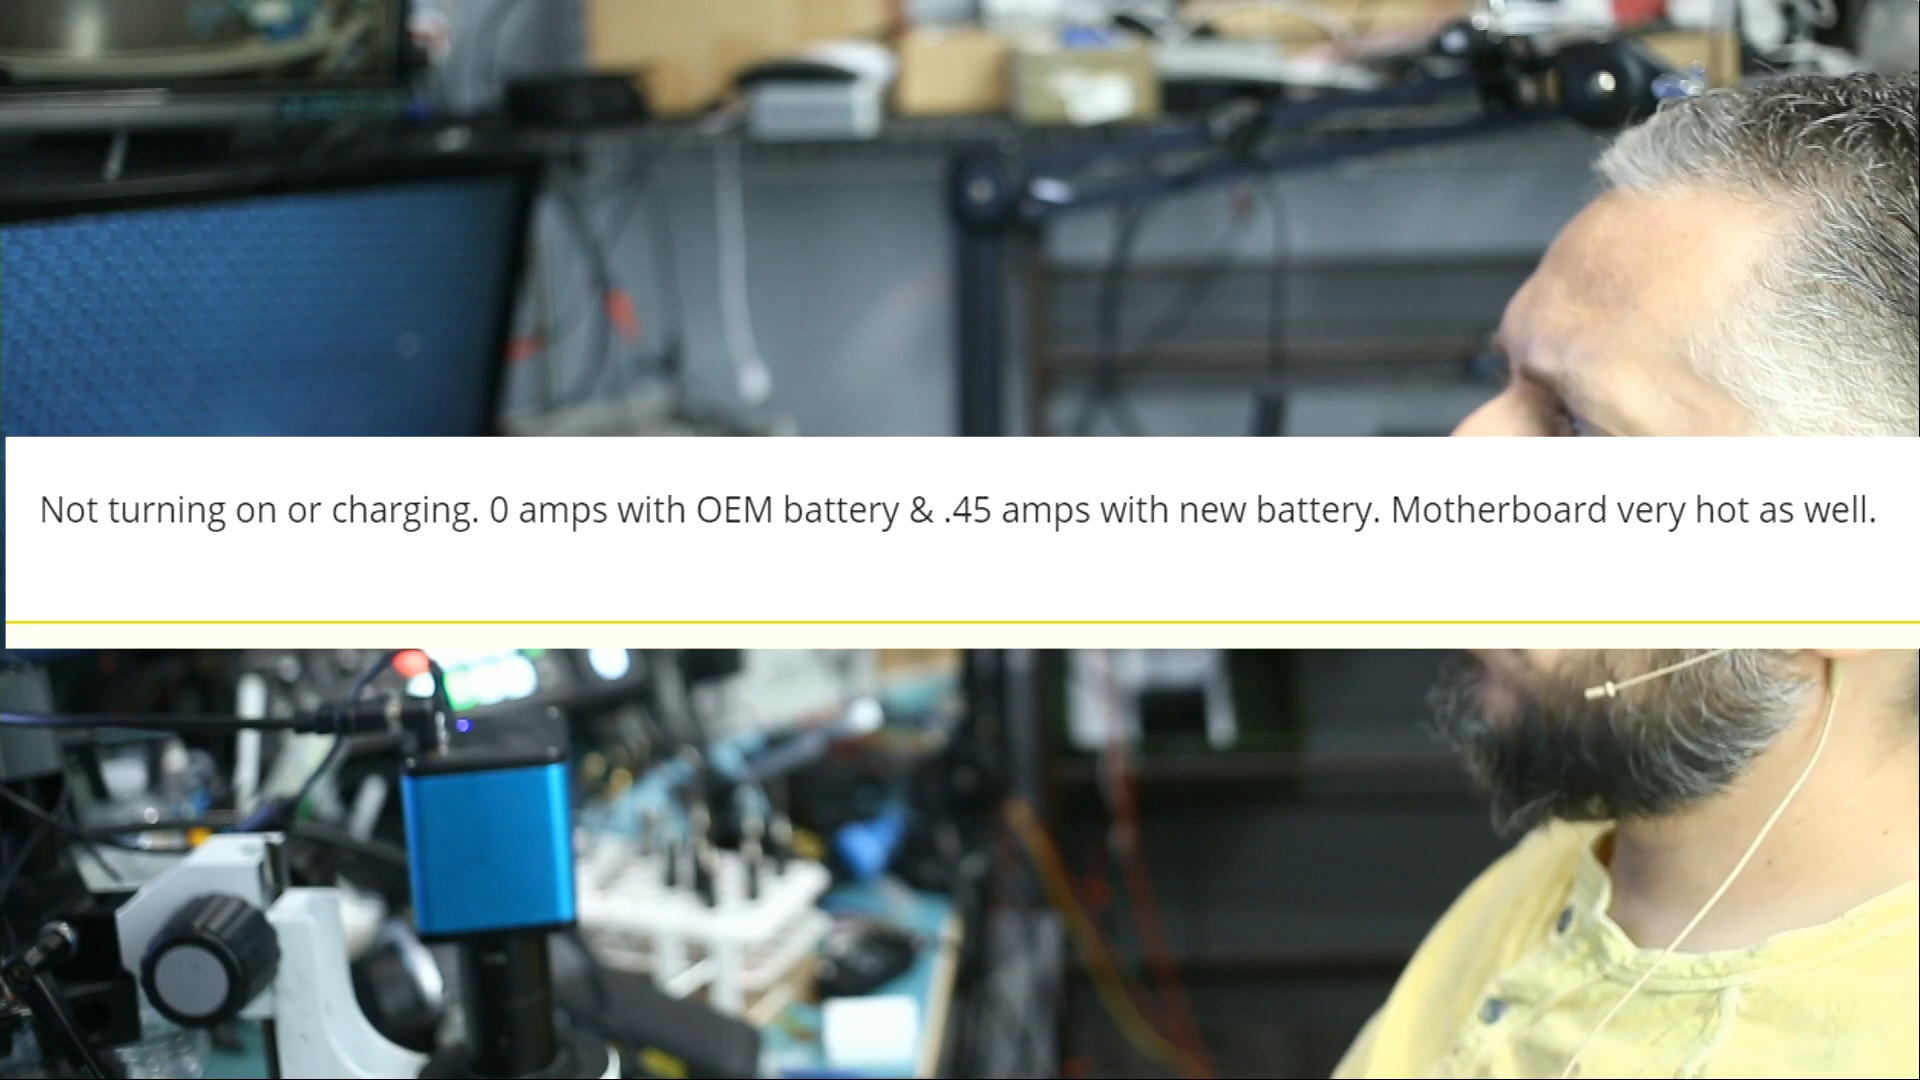 Not turning on or charging. 0 amps with OEM battery & .45 amps with new battery. Motherboard very hot as well.